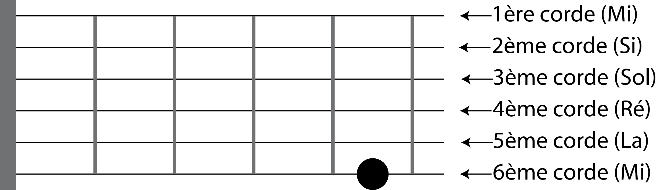 1ère corde (Mi)
2ème corde (Si)
3ème corde (Sol)
4ème corde (Ré)
5ème corde (La)
6ème corde (Mi)